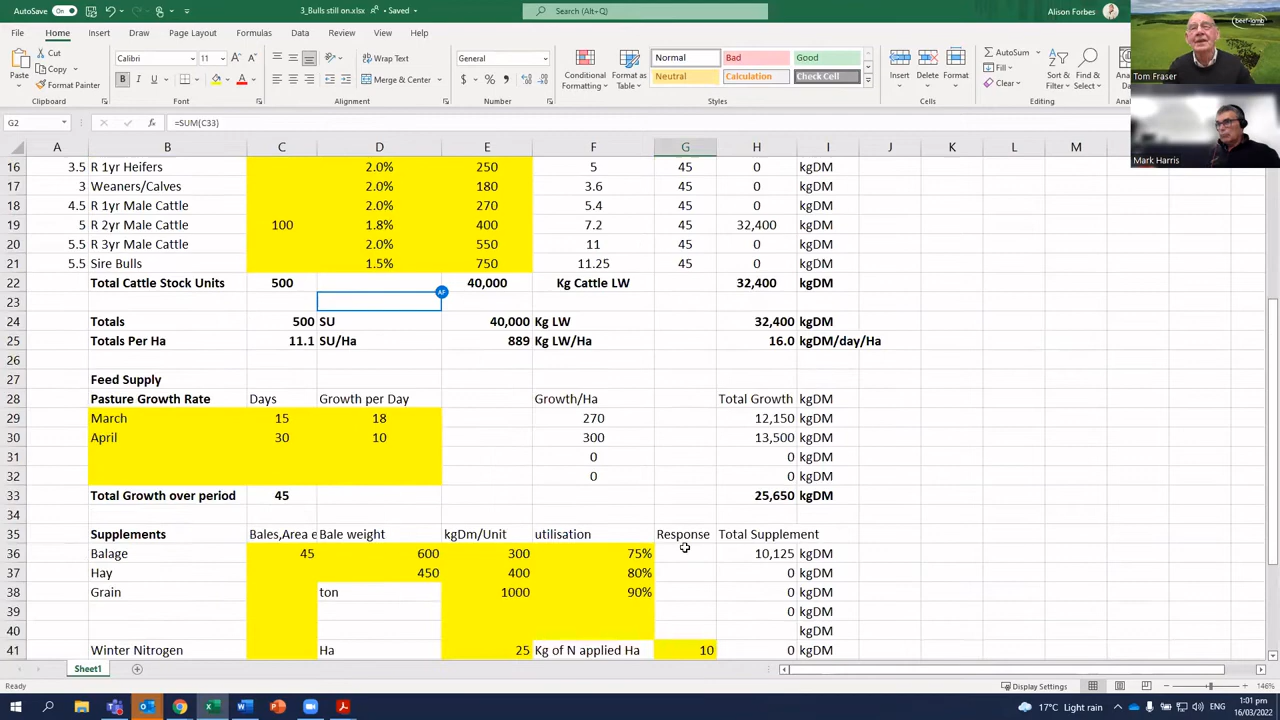 AutoSave On 3_Bulls still on.xlsx Saved Search (Alt+Q) Alison Forbes
File Home Insert Draw Page Layout Formulas Data Review View Help
Paste Cut Copy Format Painter Calibri 11 Wrap Text Merge & Center General Conditional Formatting Format as Table Normal Bad Good Neutral Calculation Check Cell Insert Delete Format AutoSum Fill Clear Sort & Filter Find & Select
Clipboard Font Alignment Number Styles Cells Editing
beef+lamb
Tom Fraser
Mark Harris
G2 =SUM(C33)
A B C D E F G H I J K L M
16 3.5 R 1yr Heifers 2.0% 250 5 45 0 kgDM
17 3 Weaners/Calves 2.0% 180 3.6 45 0 kgDM
18 4.5 R 1yr Male Cattle 2.0% 270 5.4 45 0 kgDM
19 5 R 2yr Male Cattle 100 1.8% 400 7.2 45 32,400 kgDM
20 5.5 R 3yr Male Cattle 2.0% 550 11 45 0 kgDM
21 5.5 Sire Bulls 1.5% 750 11.25 45 0 kgDM
22 Total Cattle Stock Units 500 40,000 Kg Cattle LW 32,400 kgDM
23 AF
24 Totals 500 SU 40,000 Kg LW 32,400 kgDM
25 Totals Per Ha 11.1 SU/Ha 889 Kg LW/Ha 16.0 kgDM/day/Ha
26
27 Feed Supply
28 Pasture Growth Rate Days Growth per Day Growth/Ha Total Growth kgDM
29 March 15 18 270 12,150 kgDM
30 April 30 10 300 13,500 kgDM
31 0 0 kgDM
32 0 0 kgDM
33 Total Growth over period 45 25,650 kgDM
34
35 Supplements Bales,Area e Bale weight kgDm/Unit utilisation Response Total Supplement
36 Balage 45 600 300 75% 10,125 kgDM
37 Hay 450 400 80% 0 kgDM
38 Grain ton 1000 90% 0 kgDM
39 0 kgDM
40 kgDM
41 Winter Nitrogen Ha 25 Kg of N applied Ha 10 0 kgDM
Sheet1
Ready Display Settings 146%
17°C Light rain ENG 1:01 pm
16/03/2022